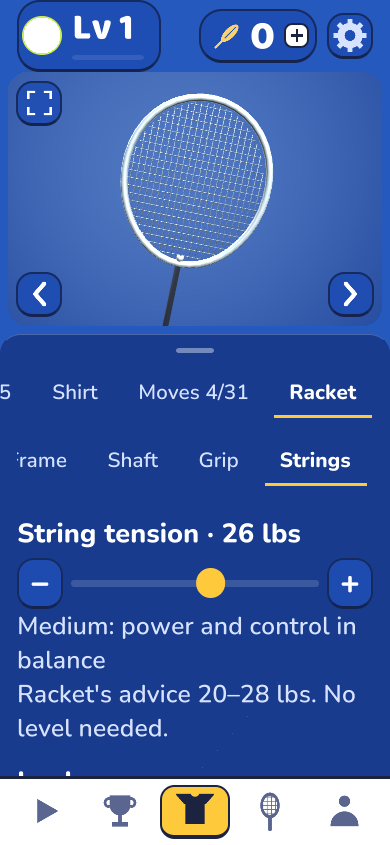 Lv 1
0
5 Shirt Moves 4/31 Racket
Frame Shaft Grip Strings
String tension · 26 lbs
Medium: power and control in
balance
Racket's advice 20–28 lbs. No
level needed.